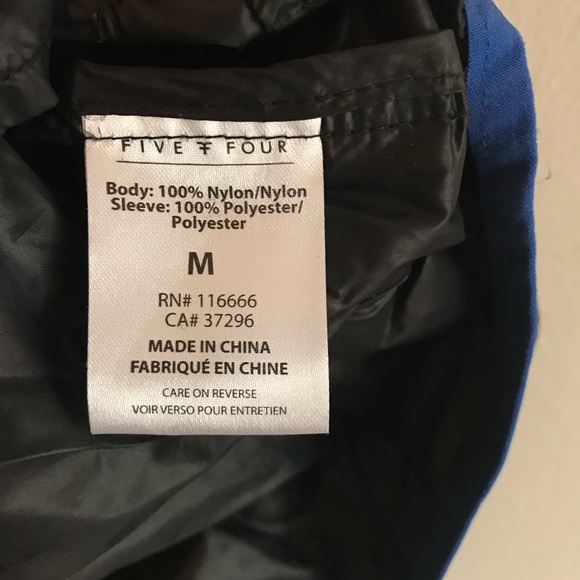 FIVE FOUR
Body: 100% Nylon/Nylon
Sleeve: 100% Polyester/
Polyester
M
RN# 116666
CA# 37296
MADE IN CHINA
FABRIQUÉ EN CHINE
CARE ON REVERSE
VOIR VERSO POUR ENTRETIEN